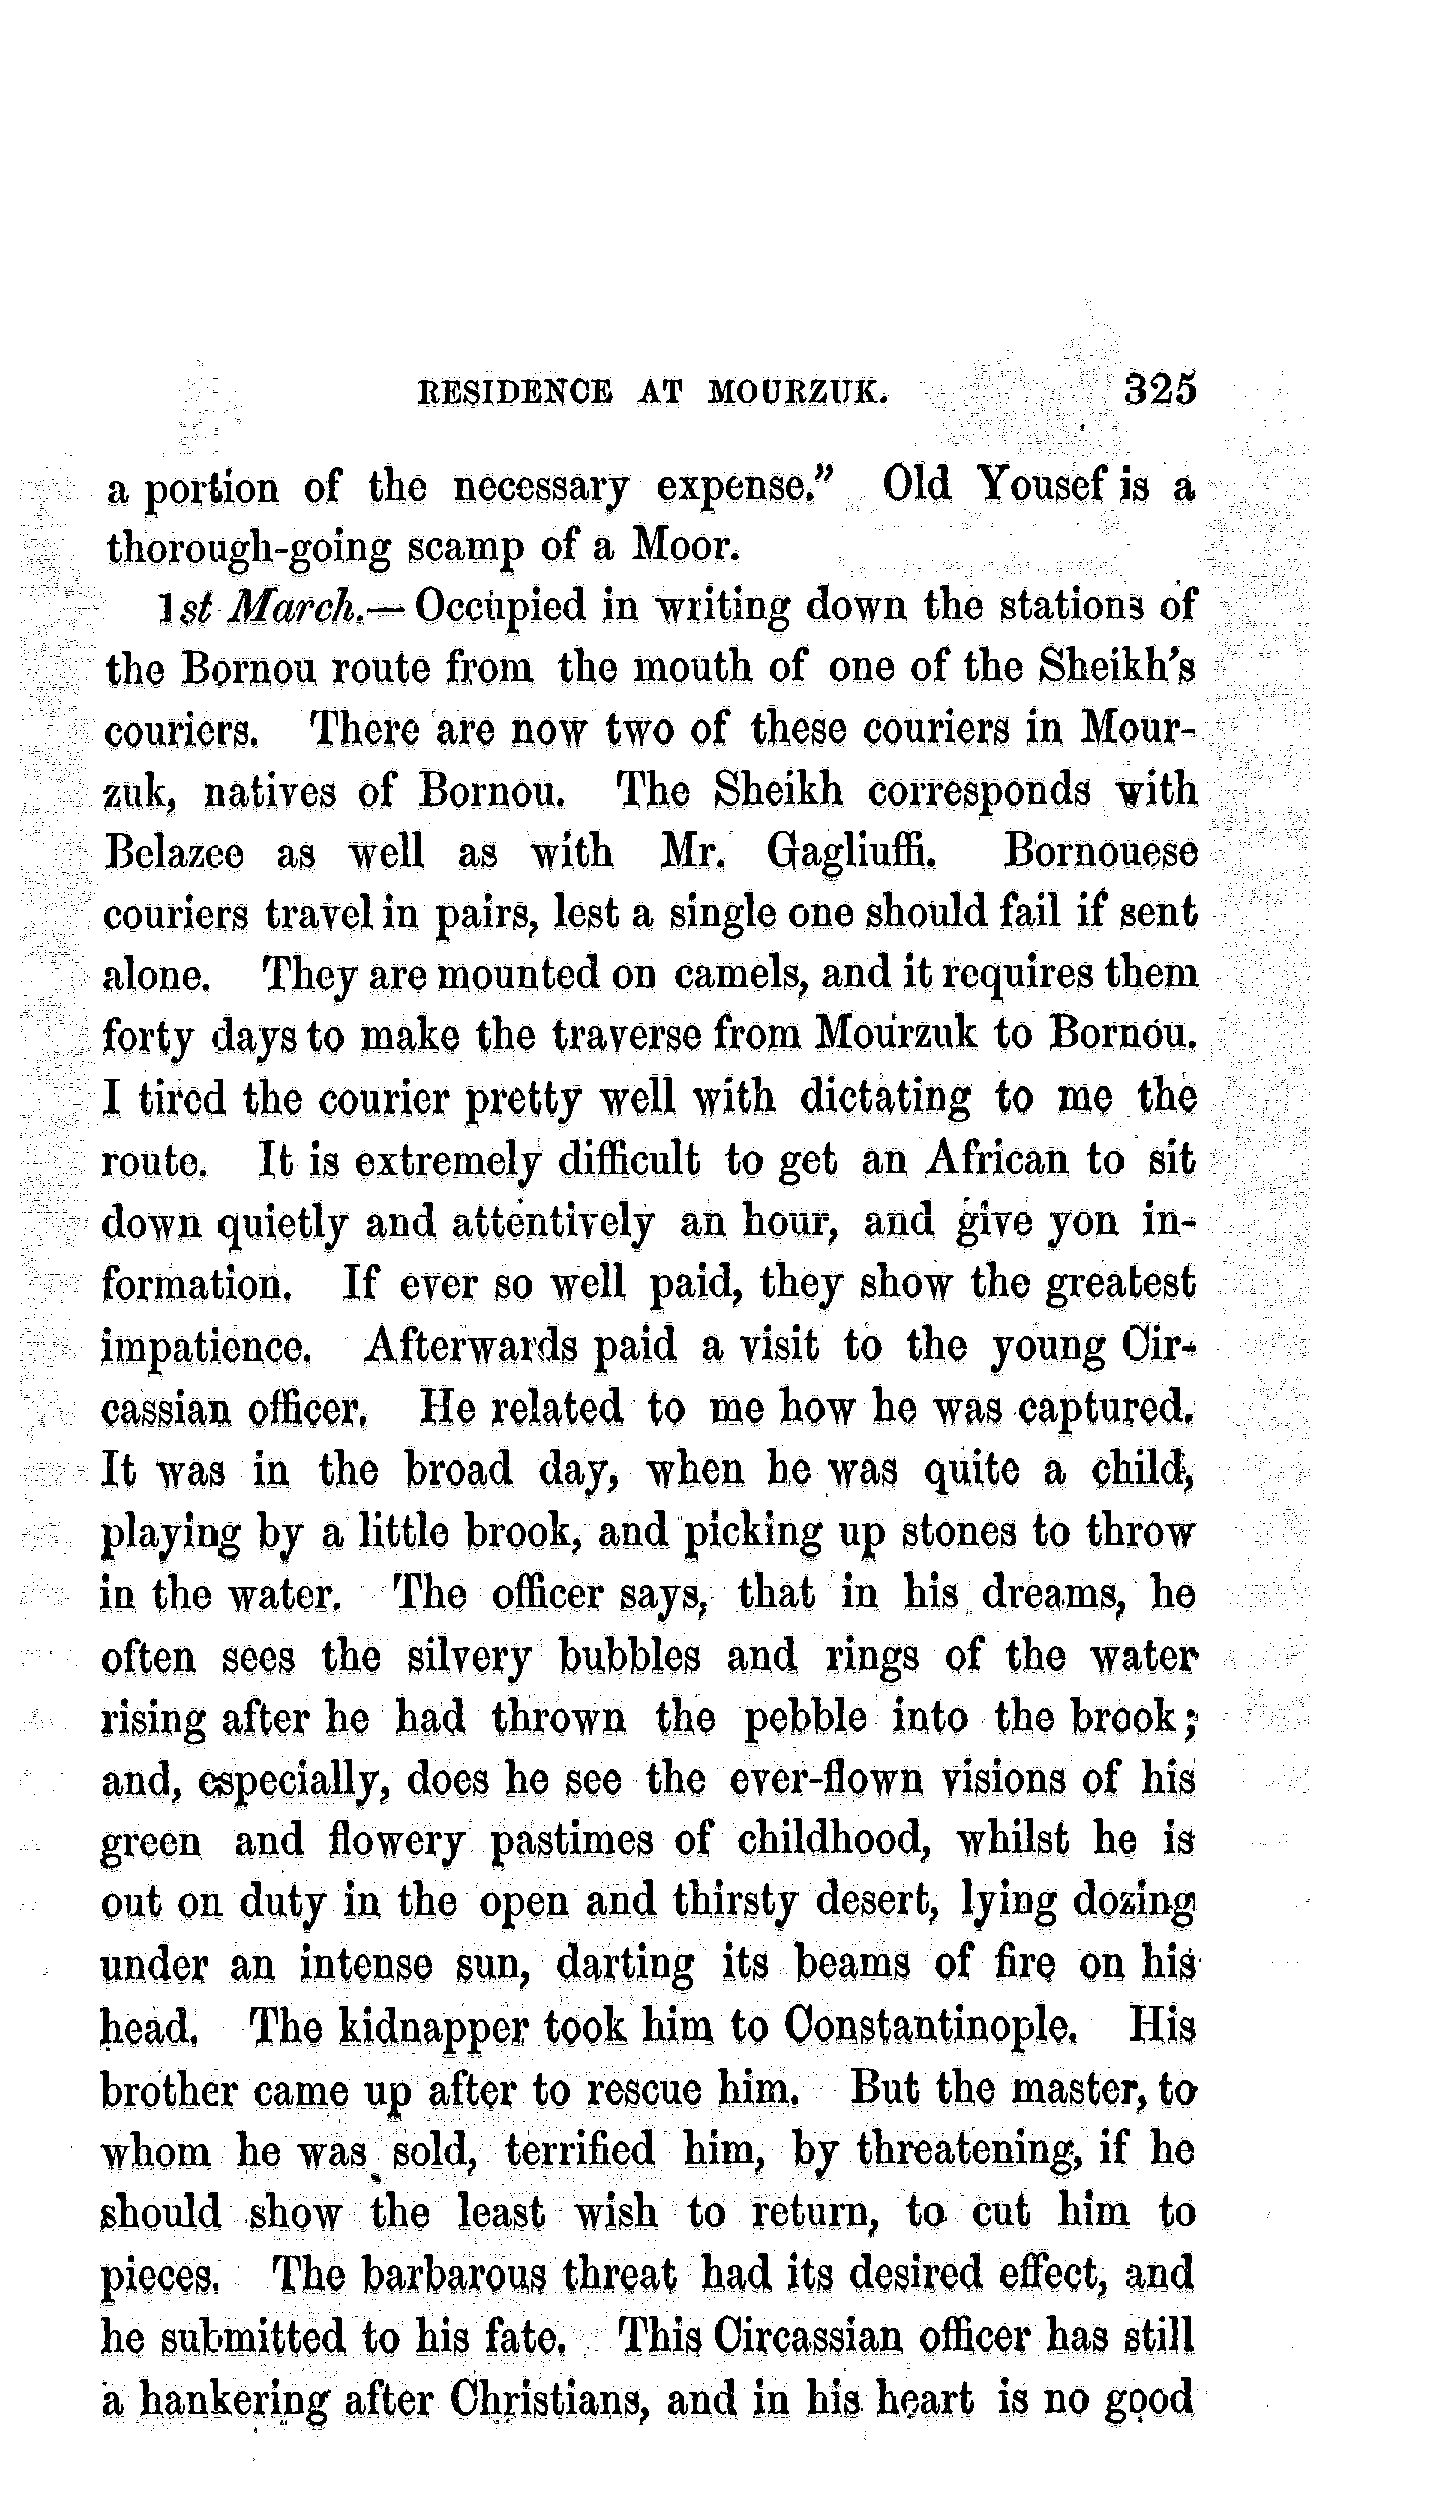 RESIDENCE AT MOURZUK. 325
a portion of the necessary expense.” Old Yousef is a
thorough-going scamp of a Moor.
1st March.—Occupied in writing down the stations of
the Bornou route from the mouth of one of the Sheikh's
couriers. There are now two of these couriers in Mour-
zuk, natives of Bornou. The Sheikh corresponds with
Belazee as well as with Mr. Gagliuffi. Bornouese
couriers travel in pairs, lest a single one should fail if sent
alone. They are mounted on camels, and it requires them
forty days to make the traverse from Mourzuk to Bornou.
I tired the courier pretty well with dictating to me the
route. It is extremely difficult to get an African to sit
down quietly and attentively an hour, and give yon in-
formation. If ever so well paid, they show the greatest
impatience. Afterwards paid a visit to the young Cir-
cassian officer. He related to me how he was captured.
It was in the broad day, when he was quite a child,
playing by a little brook, and picking up stones to throw
in the water. The officer says, that in his dreams, he
often sees the silvery bubbles and rings of the water
rising after he had thrown the pebble into the brook;
and, especially, does he see the ever-flown visions of his
green and flowery pastimes of childhood, whilst he is
out on duty in the open and thirsty desert, lying dozing
under an intense sun, darting its beams of fire on his
head. The kidnapper took him to Constantinople. His
brother came up after to rescue him. But the master, to
whom he was sold, terrified him, by threatening, if he
should show the least wish to return, to cut him to
pieces. The barbarous threat had its desired effect, and
he submitted to his fate. This Circassian officer has still
a hankering after Christians, and in his heart is no good